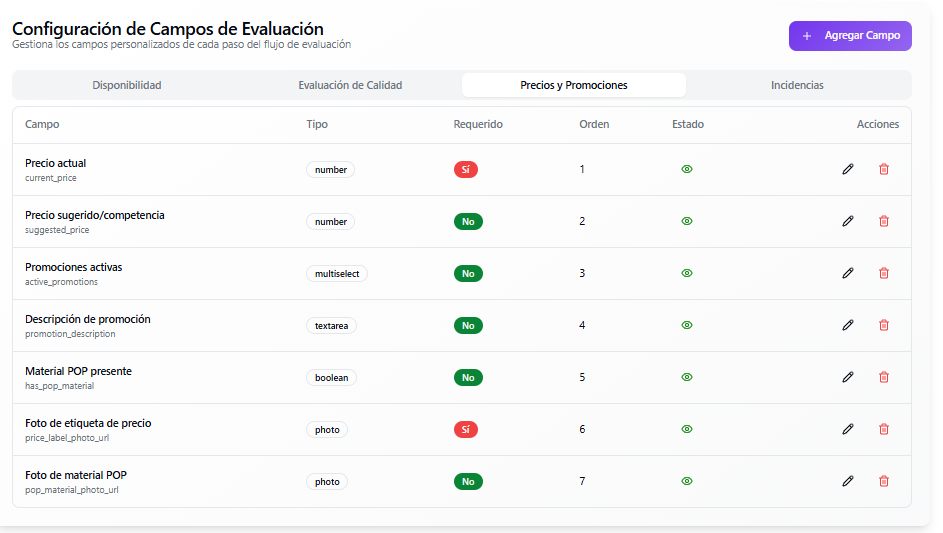 Configuración de Campos de Evaluación
Gestiona los campos personalizados de cada paso del flujo de evaluación
+ Agregar Campo
Disponibilidad Evaluación de Calidad Precios y Promociones Incidencias
Campo Tipo Requerido Orden Estado Acciones
Precio actual
current_price
number Sí 1
Precio sugerido/competencia
suggested_price
number No 2
Promociones activas
active_promotions
multiselect No 3
Descripción de promoción
promotion_description
textarea No 4
Material POP presente
has_pop_material
boolean No 5
Foto de etiqueta de precio
price_label_photo_url
photo Sí 6
Foto de material POP
pop_material_photo_url
photo No 7